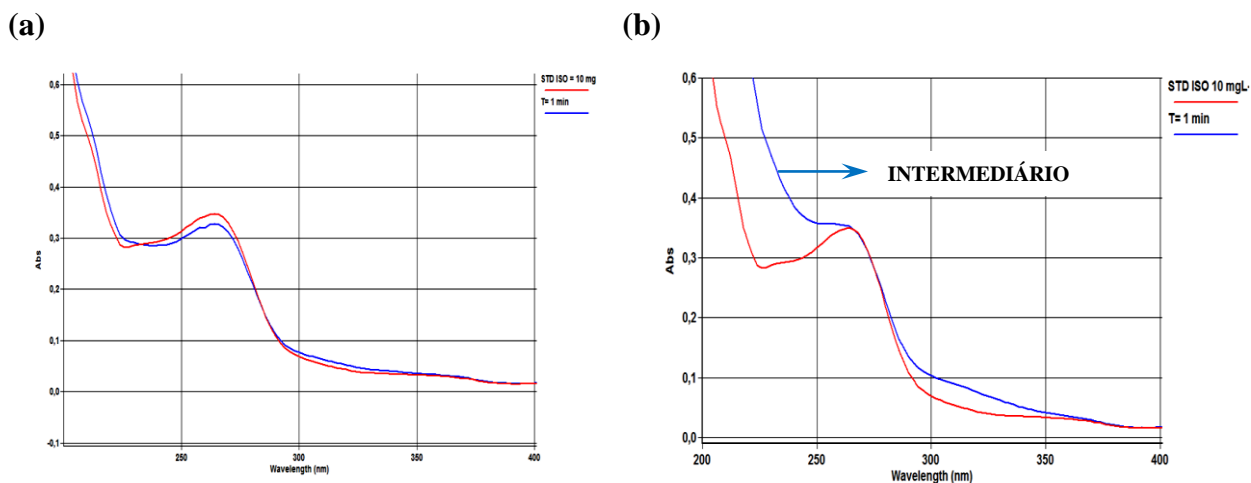 (a)
(b)
STD ISO = 10 mg
T= 1 min
0,6
0,5
0,4
0,3
0,2
0,1
0,0
-0,1
Abs
250
300
350
400
Wavelength (nm)
STD ISO 10 mgL-
T= 1 min
INTERMEDIÁRIO
0,6
0,5
0,4
0,3
0,2
0,1
0,0
Abs
200
250
300
350
400
Wavelength (nm)